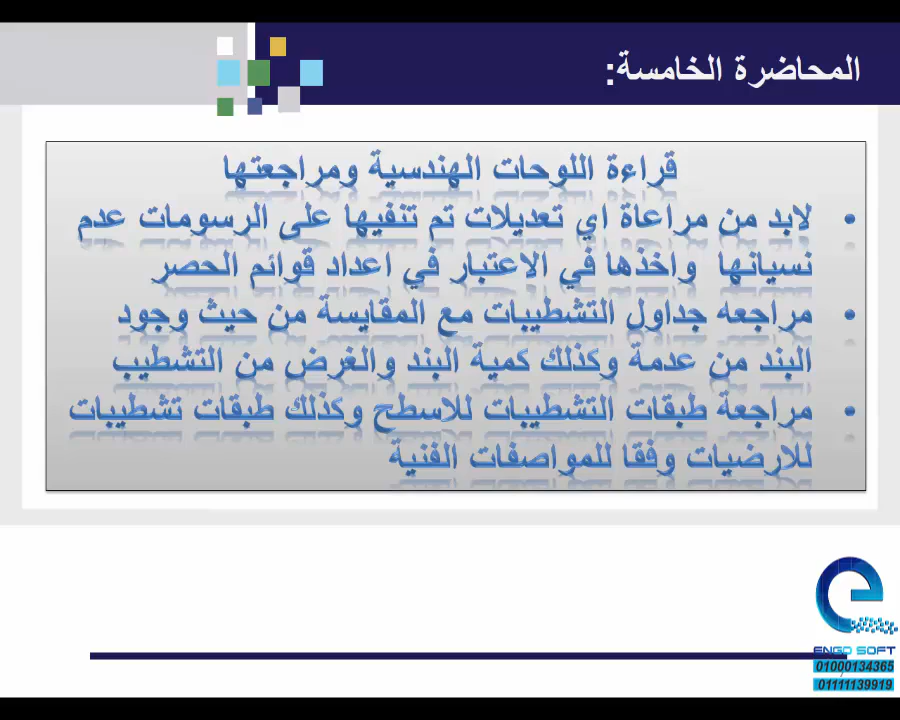 المحاضرة الخامسة:
قراءة اللوحات الهندسية ومراجعتها
• لابد من مراعاة اي تعديلات تم تنفيها على الرسومات عدم
نسيانها واخذها في الاعتبار في اعداد قوائم الحصر
• مراجعه جداول التشطيبات مع المقايسة من حيث وجود
البند من عدمة وكذلك كمية البند والغرض من التشطيب
• مراجعة طبقات التشطيبات للاسطح وكذلك طبقات تشطيبات
للارضيات وفقا للمواصفات الفنية
ENGO SOFT
01000134365
01111139919